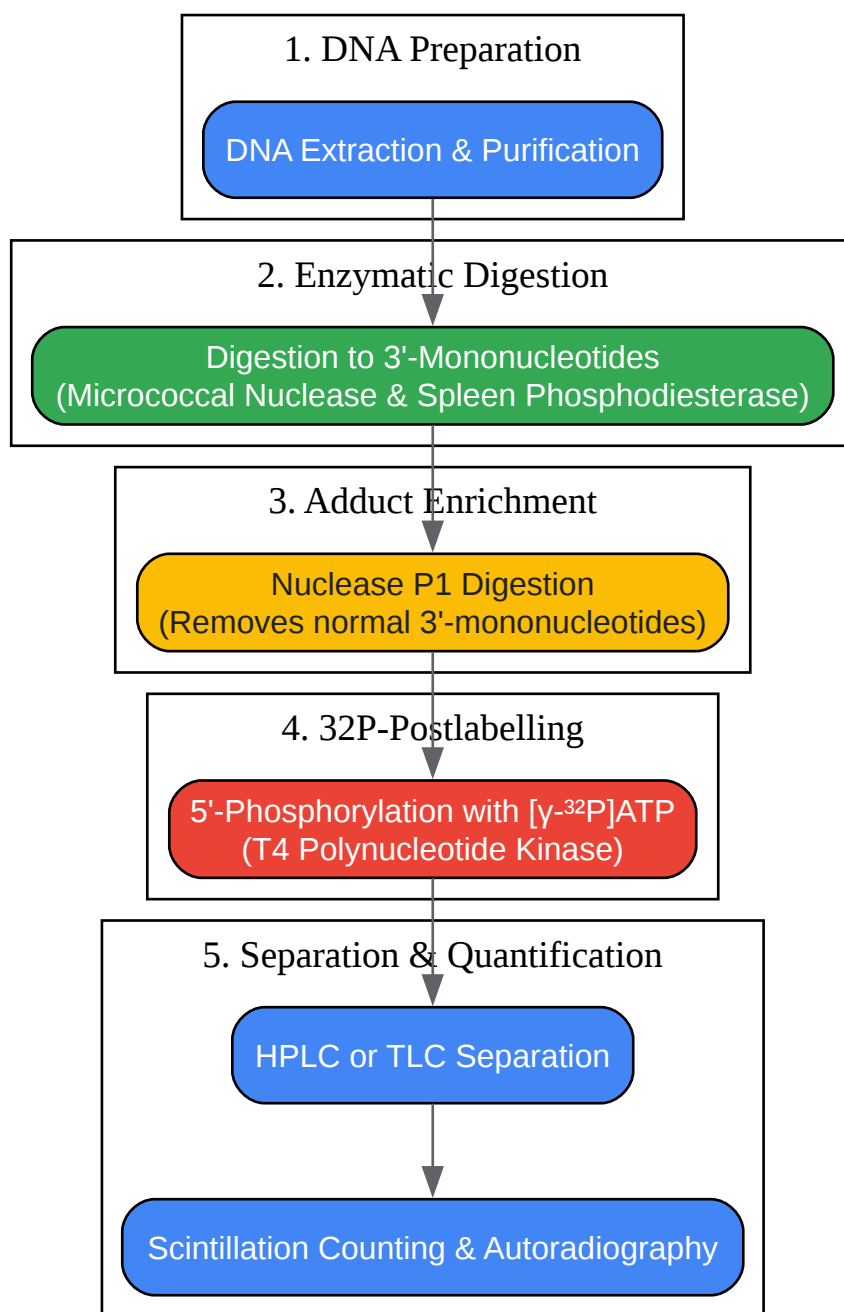 1. DNA Preparation
DNA Extraction & Purification
2. Enzymatic Digestion
Digestion to 3'-Mononucleotides
(Micrococcal Nuclease & Spleen Phosphodiesterase)
3. Adduct Enrichment
Nuclease P1 Digestion
(Removes normal 3'-mononucleotides)
4. 32P-Postlabelling
5'-Phosphorylation with [γ-³²P]ATP
(T4 Polynucleotide Kinase)
5. Separation & Quantification
HPLC or TLC Separation
Scintillation Counting & Autoradiography